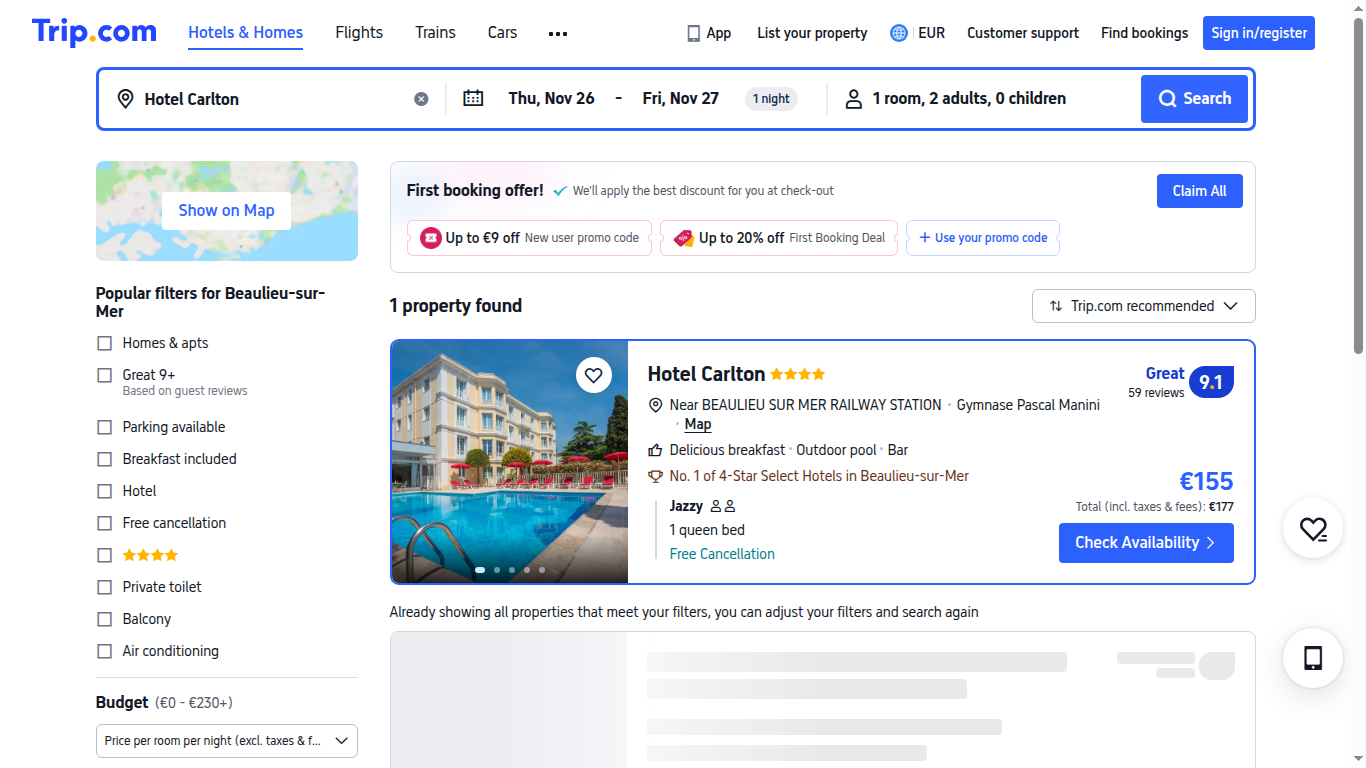 Trip.com
Hotels & Homes
Flights
Trains
Cars
App
List your property
EUR
Customer support
Find bookings
Sign in/register
Hotel Carlton
Thu, Nov 26 - Fri, Nov 27
1 night
1 room, 2 adults, 0 children
Search
Show on Map
Popular filters for Beaulieu-sur-
Mer
Homes & apts
Great 9+
Based on guest reviews
Parking available
Breakfast included
Hotel
Free cancellation
Private toilet
Balcony
Air conditioning
Budget (€0 - €230+)
Price per room per night (excl. taxes & f...
First booking offer!
We'll apply the best discount for you at check-out
Claim All
Up to €9 off New user promo code
Up to 20% off First Booking Deal
+ Use your promo code
1 property found
Trip.com recommended
Hotel Carlton
Great
59 reviews
9.1
Near BEAULIEU SUR MER RAILWAY STATION · Gymnase Pascal Manini
· Map
Delicious breakfast · Outdoor pool · Bar
No. 1 of 4-Star Select Hotels in Beaulieu-sur-Mer
Jazzy
1 queen bed
Free Cancellation
€155
Total (incl. taxes & fees): €177
Check Availability
Already showing all properties that meet your filters, you can adjust your filters and search again